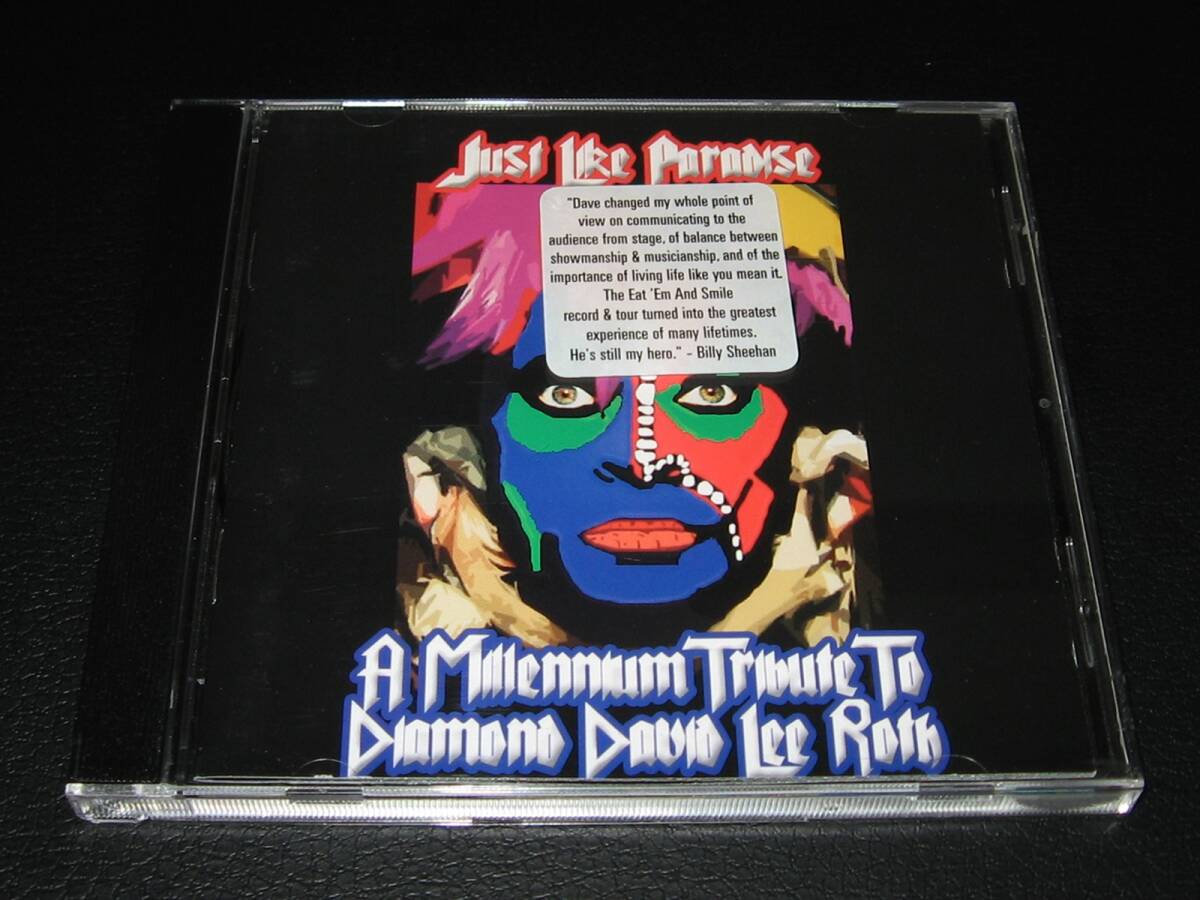 Just Like Paradise
"Dave changed my whole point of
view on communicating to the
audience from stage, of balance between
showmanship & musicianship, and of the
importance of living life like you mean it.
The Eat 'Em And Smile
record & tour turned into the greatest
experience of many lifetimes.
He's still my hero." - Billy Sheehan
A Millennium Tribute To
Diamond David Lee Roth